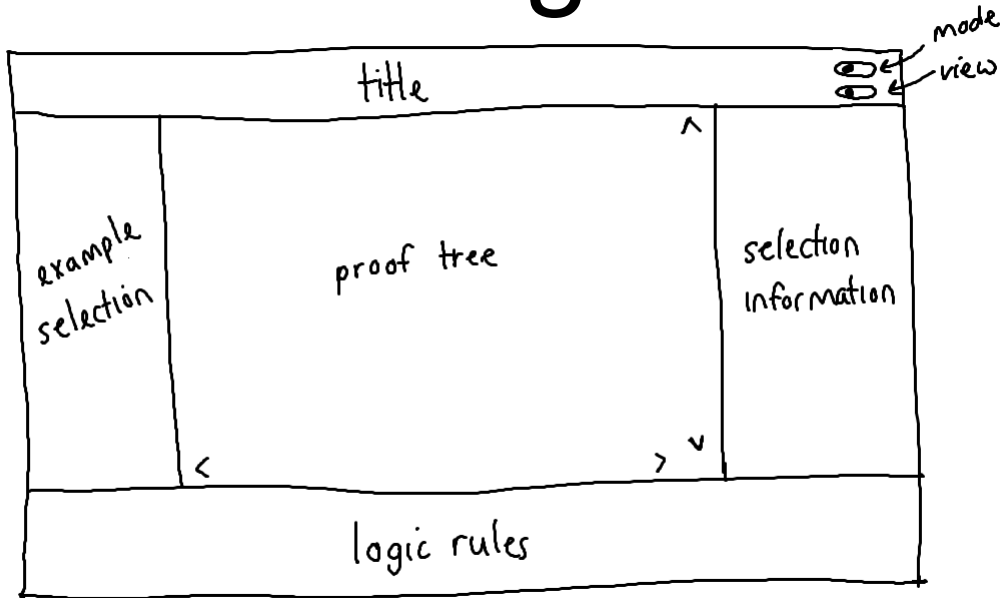 mode
view
title
example
selection
proof tree
selection
information
logic rules